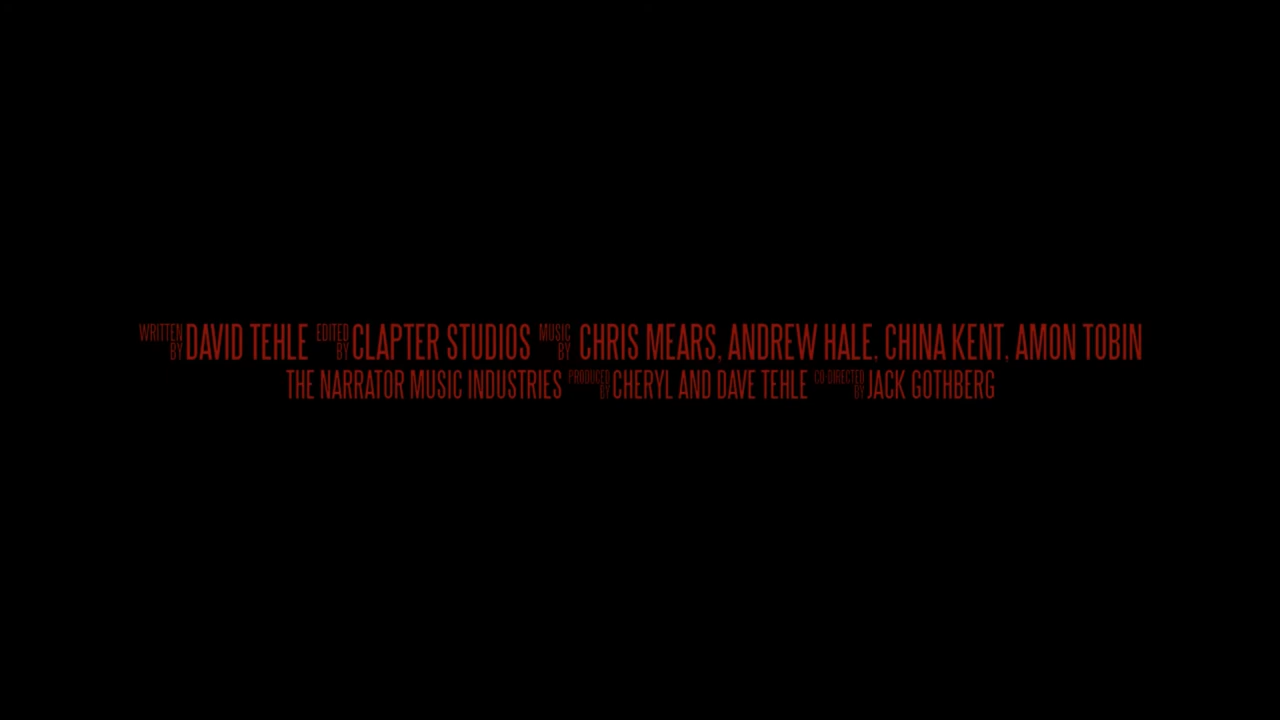 WRITTEN BY DAVID TEHLE EDITED BY CLAPTER STUDIOS MUSIC BY CHRIS MEARS, ANDREW HALE, CHINA KENT, AMON TOBIN
THE NARRATOR MUSIC INDUSTRIES PRODUCED BY CHERYL AND DAVE TEHLE CO-DIRECTED BY JACK GOTHBERG